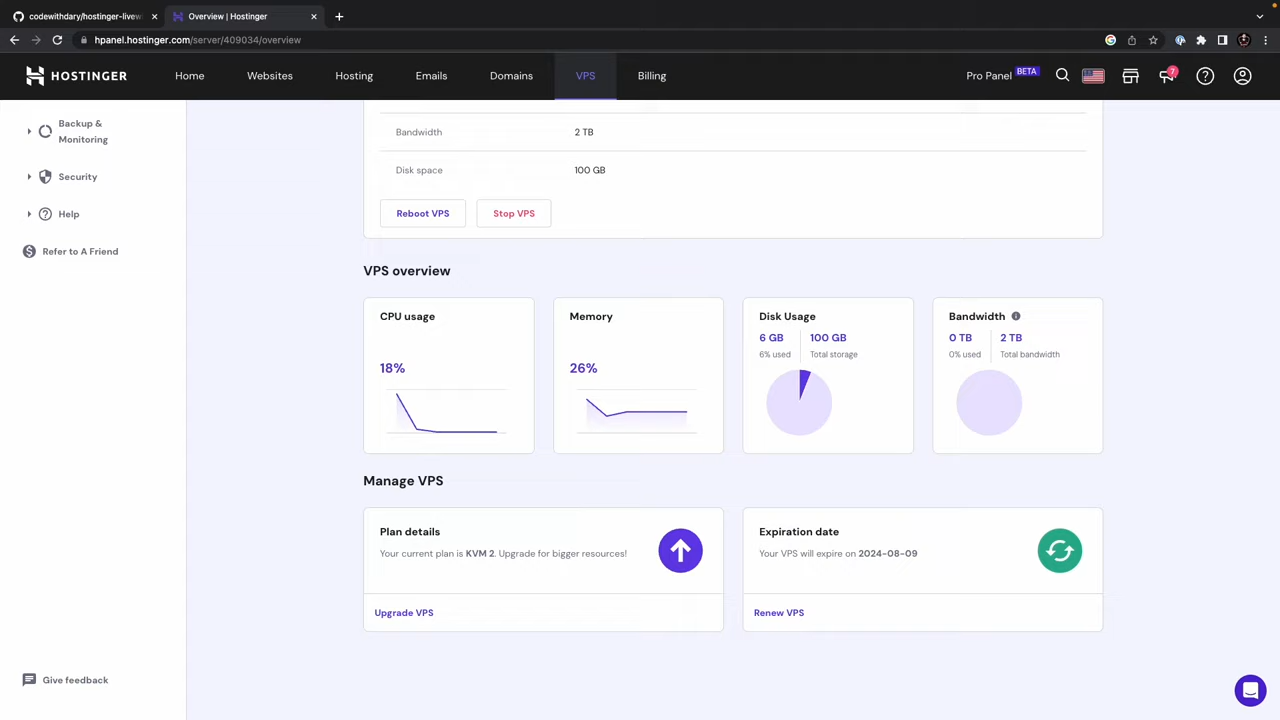 codewithdary/hostinger-livew
Overview | Hostinger
hpanel.hostinger.com/server/409034/overview
HOSTINGER
Home
Websites
Hosting
Emails
Domains
VPS
Billing
Pro Panel BETA
7
Backup &
Monitoring
Security
Help
Refer to A Friend
Give feedback
Bandwidth 2 TB
Disk space 100 GB
Reboot VPS
Stop VPS
VPS overview
CPU usage
18%
Memory
26%
Disk Usage
6 GB 100 GB
6% used Total storage
Bandwidth
0 TB 2 TB
0% used Total bandwidth
Manage VPS
Plan details
Your current plan is KVM 2. Upgrade for bigger resources!
Upgrade VPS
Expiration date
Your VPS will expire on 2024-08-09
Renew VPS